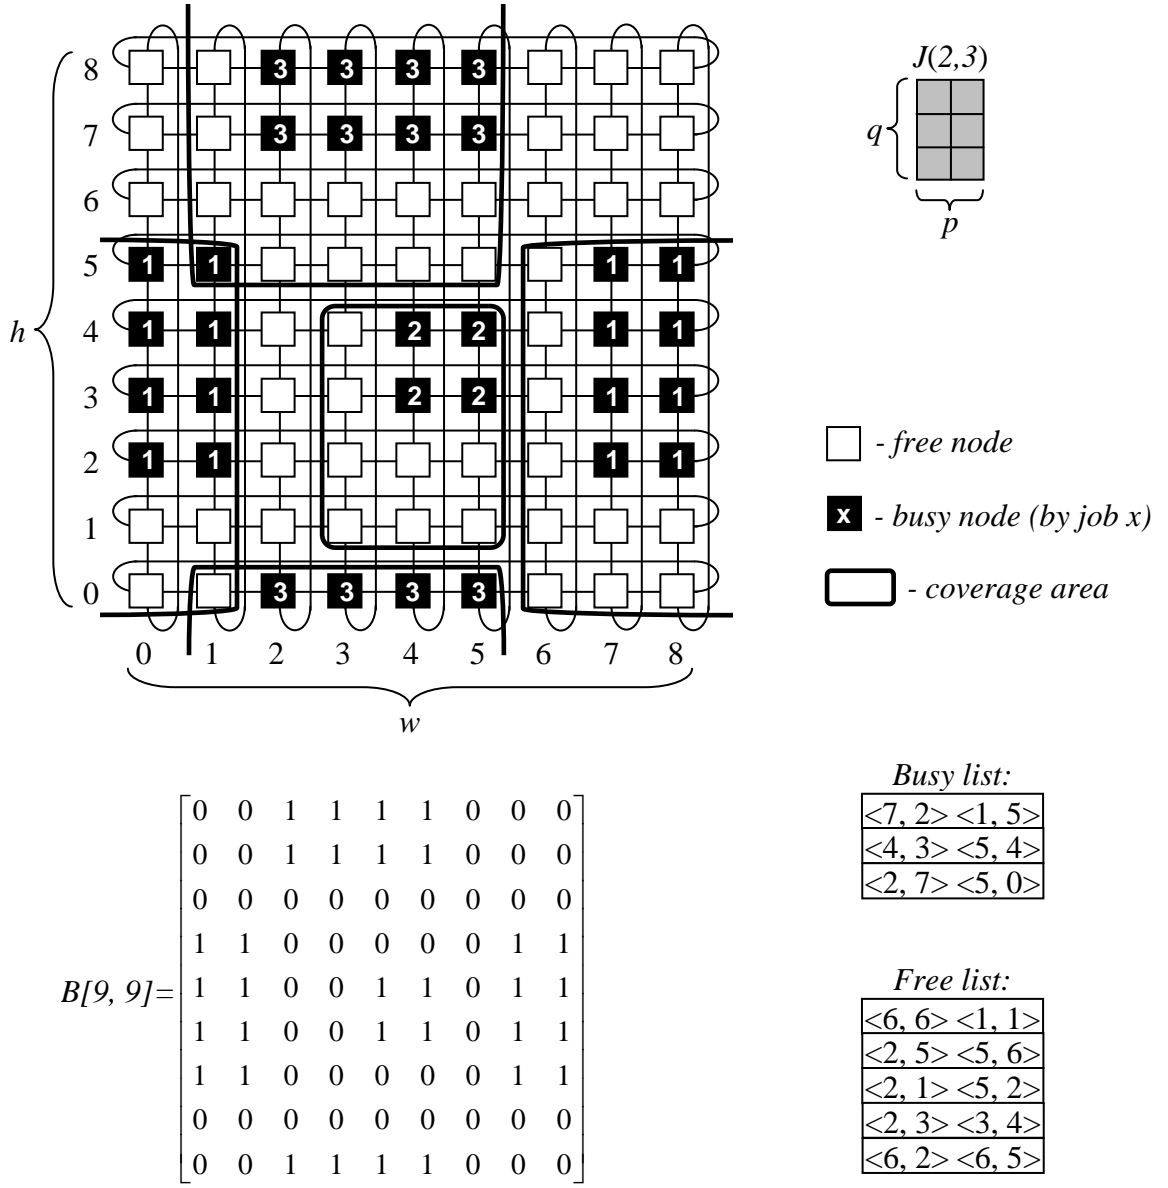 J(2,3)
q
p
8 3 3 3 3
7 3 3 3 3
6
5 1 1 1 1
h 4 1 1 2 2 1 1
3 1 1 2 2 1 1
2 1 1 1 1
1
0 3 3 3 3
0 1 2 3 4 5 6 7 8
w
- free node
x - busy node (by job x)
- coverage area
B[9, 9]=
0 0 1 1 1 1 0 0 0
0 0 1 1 1 1 0 0 0
0 0 0 0 0 0 0 0 0
1 1 0 0 0 0 0 1 1
1 1 0 0 1 1 0 1 1
1 1 0 0 1 1 0 1 1
1 1 0 0 0 0 0 1 1
0 0 0 0 0 0 0 0 0
0 0 1 1 1 1 0 0 0
Busy list:
<7, 2> <1, 5>
<4, 3> <5, 4>
<2, 7> <5, 0>
Free list:
<6, 6> <1, 1>
<2, 5> <5, 6>
<2, 1> <5, 2>
<2, 3> <3, 4>
<6, 2> <6, 5>